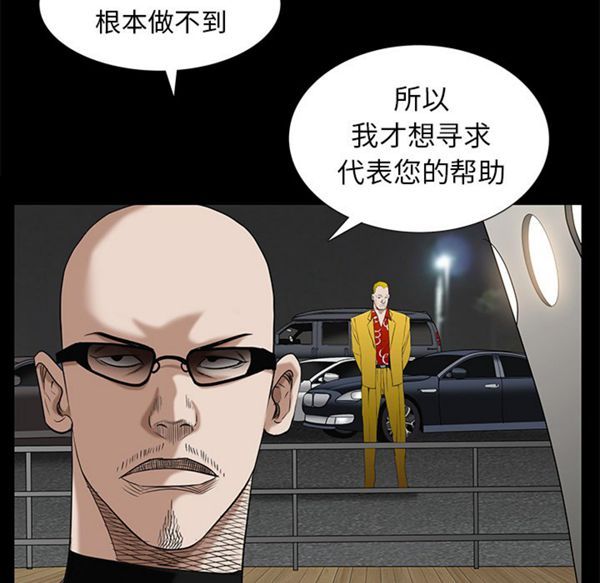 根本做不到
所以
我才想寻求
代表您的帮助